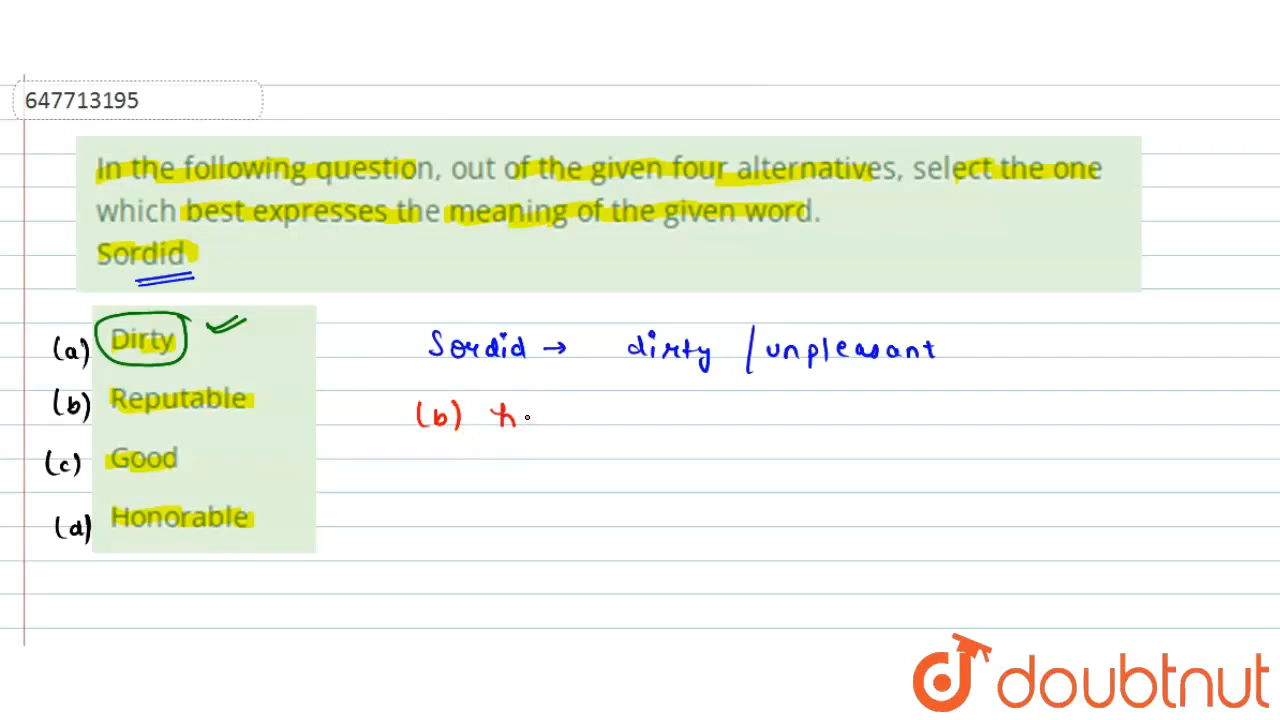 647713195
In the following question, out of the given four alternatives, select the one
which best expresses the meaning of the given word.
Sordid
(a) Dirty
Sordid → dirty / unpleasant
(b) Reputable
(b) h
(c) Good
(d) Honorable
doubtnut